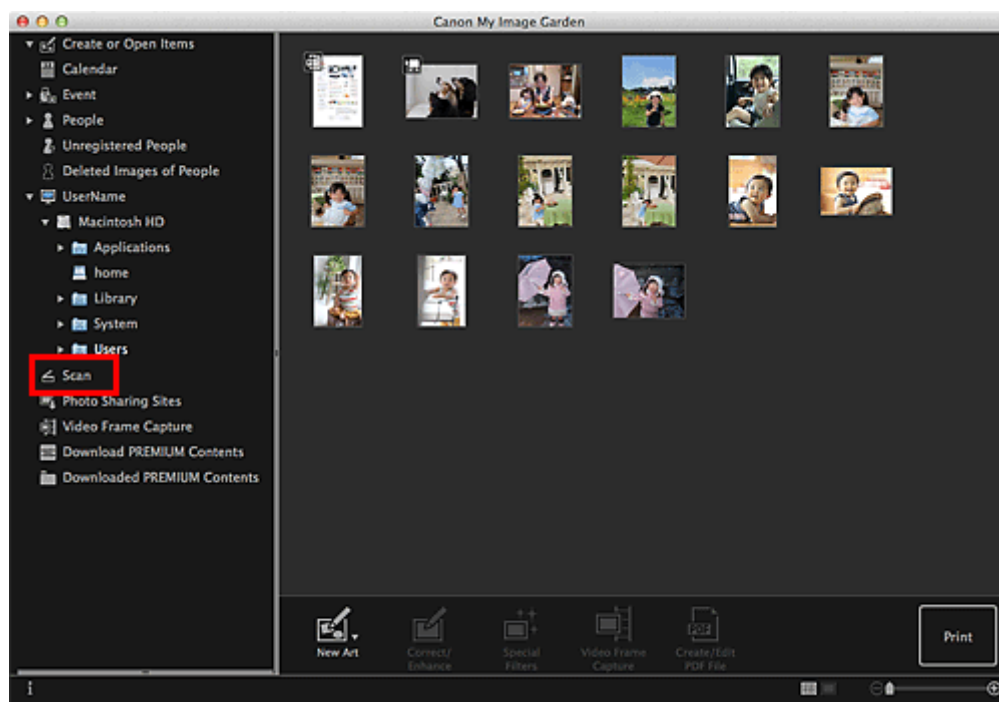 Canon My Image Garden
Create or Open Items
Calendar
Event
People
Unregistered People
Deleted Images of People
UserName
Macintosh HD
Applications
home
Library
System
Users
Scan
Photo Sharing Sites
Video Frame Capture
Download PREMIUM Contents
Downloaded PREMIUM Contents
New Art
Correct/
Enhance
Special
Filters
Video Frame
Capture
PDF
Create/Edit
PDF File
Print